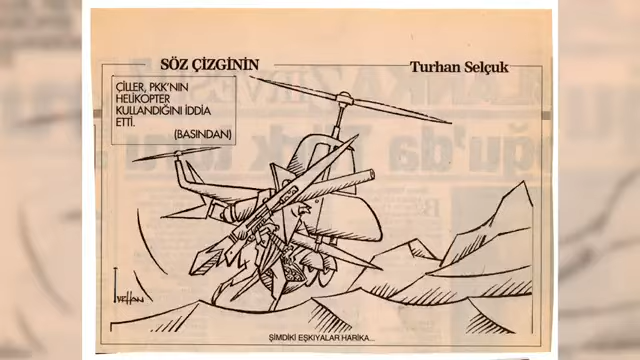 SÖZ ÇİZGİNİN
Turhan Selçuk
ÇİLLER, PKK'NIN
HELİKOPTER
KULLANDIĞINI İDDİA
ETTİ.
(BASINDAN)
ŞİMDİKİ EŞKIYALAR HARİKA...